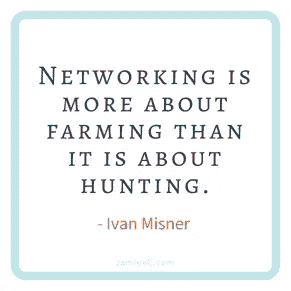 NETWORKING IS
MORE ABOUT
FARMING THAN
IT IS ABOUT
HUNTING.
- Ivan Misner